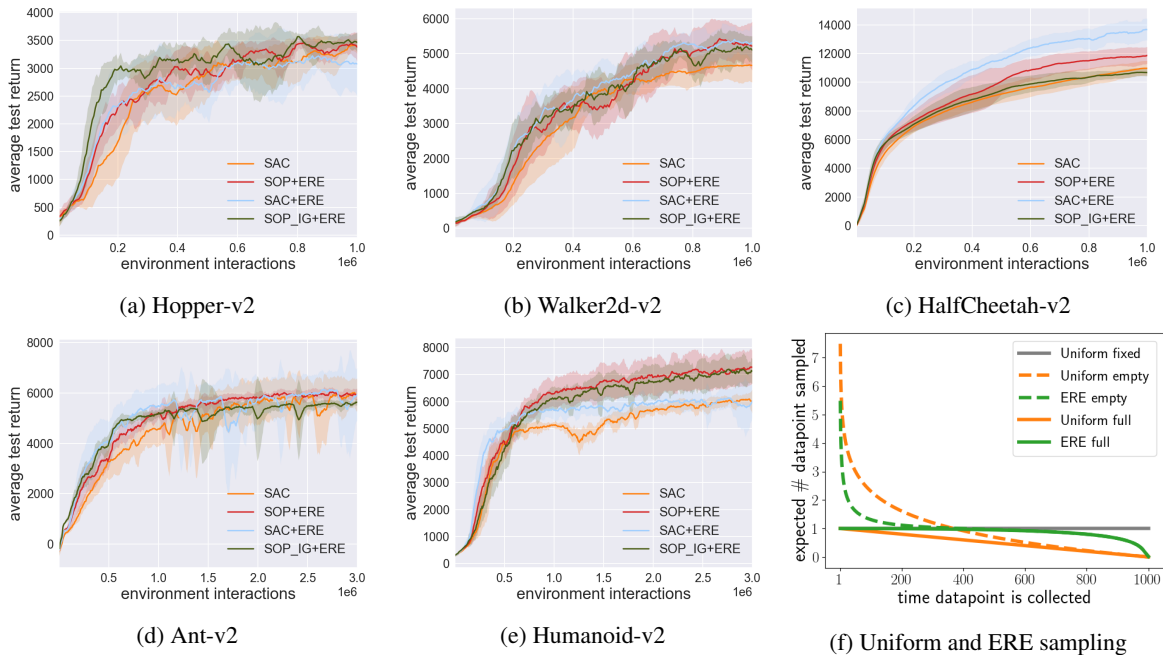 4000
3500
3000
2500
2000
1500
1000
500
0
average test return
SAC
SOP+ERE
SAC+ERE
SOP_IG+ERE
0.2
0.4
0.6
0.8
1.0
environment interactions
1e6
(a) Hopper-v2
6000
5000
4000
3000
2000
1000
0
average test return
SAC
SOP+ERE
SAC+ERE
SOP_IG+ERE
0.2
0.4
0.6
0.8
1.0
environment interactions
1e6
(b) Walker2d-v2
14000
12000
10000
8000
6000
4000
2000
0
average test return
SAC
SOP+ERE
SAC+ERE
SOP_IG+ERE
0.2
0.4
0.6
0.8
1.0
environment interactions
1e6
(c) HalfCheetah-v2
8000
6000
4000
2000
0
average test return
SAC
SOP+ERE
SAC+ERE
SOP_IG+ERE
0.5
1.0
1.5
2.0
2.5
3.0
environment interactions
1e6
(d) Ant-v2
8000
7000
6000
5000
4000
3000
2000
1000
0
average test return
SAC
SOP+ERE
SAC+ERE
SOP_IG+ERE
0.5
1.0
1.5
2.0
2.5
3.0
environment interactions
1e6
(e) Humanoid-v2
7
6
5
4
3
2
1
0
expected # datapoint sampled
Uniform fixed
Uniform empty
ERE empty
Uniform full
ERE full
1
200
400
600
800
1000
time datapoint is collected
(f) Uniform and ERE sampling